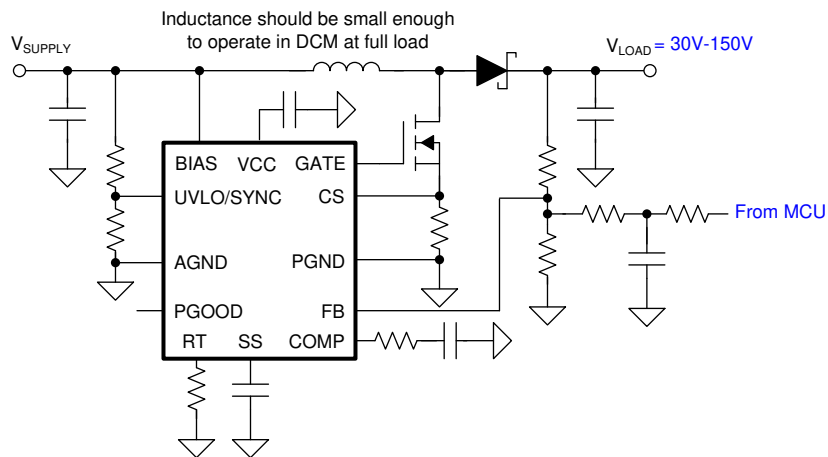 Inductance should be small enough
to operate in DCM at full load
VSUPPLY
VLOAD = 30V-150V
BIAS VCC GATE
UVLO/SYNC CS
From MCU
AGND PGND
PGOOD FB
RT SS COMP